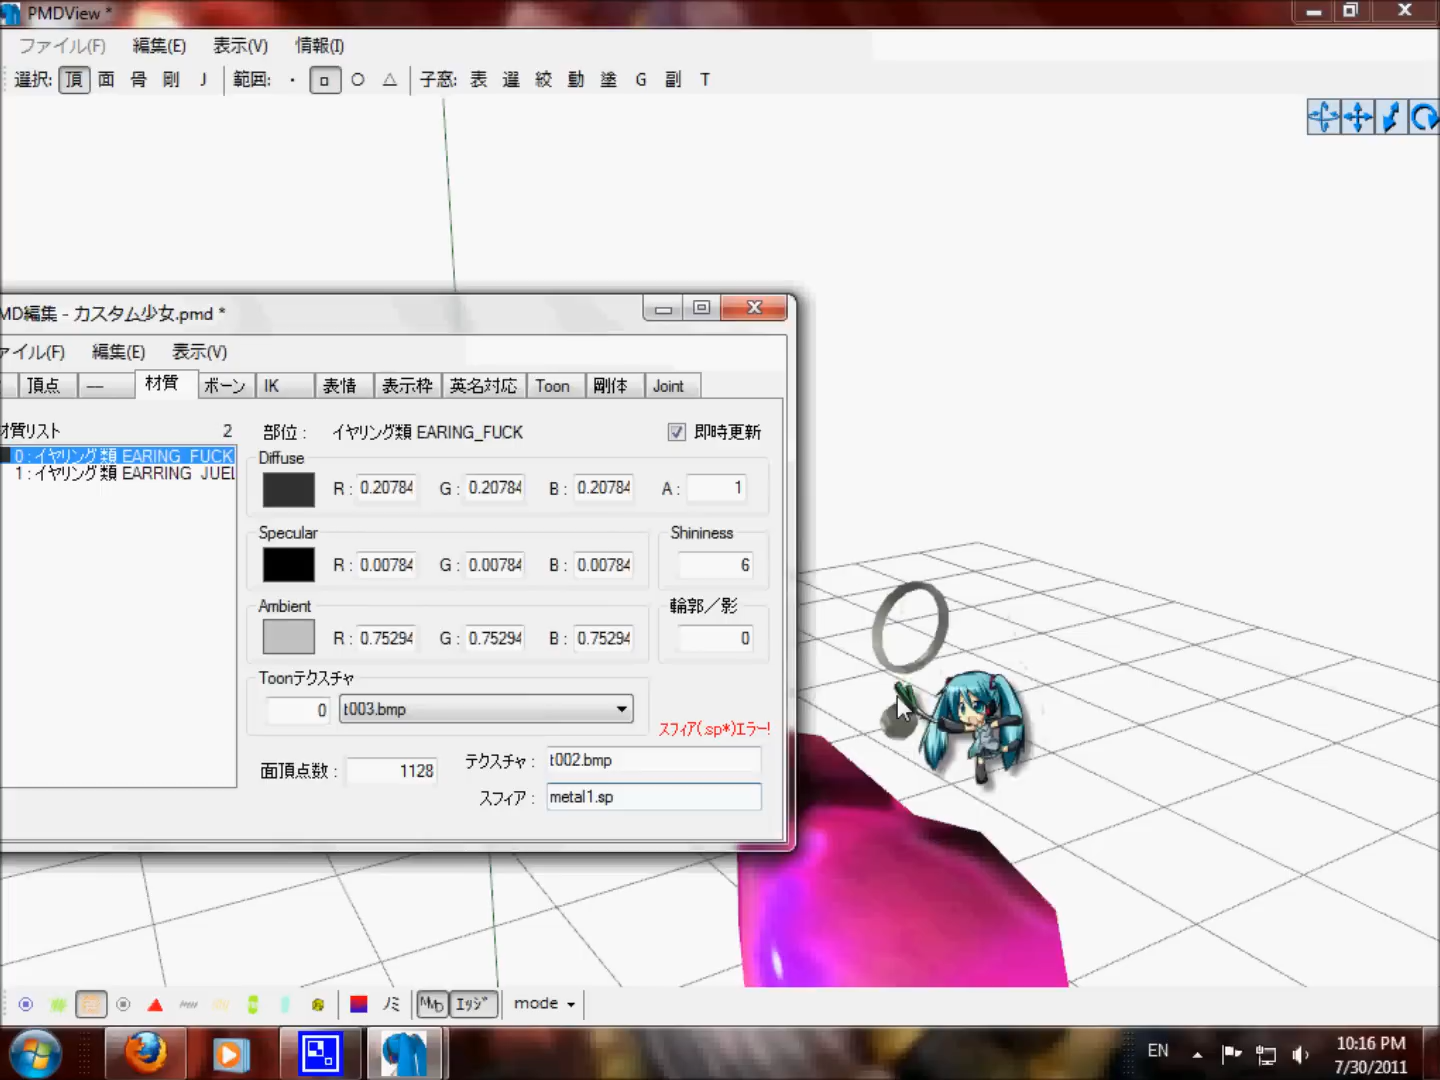 PMDView *
ファイル(F) 編集(E) 表示(V) 情報(I)
選択: 頂 面 骨 剛 J 範囲: 子窓: 表 選 絞 動 塗 G 副 T
MD編集 - カスタム少女.pmd *
ァイル(F) 編集(E) 表示(V)
頂点 — 材質 ボーン IK 表情 表示枠 英名対応 Toon 剛体 Joint
材質リスト 2 部位 : イヤリング類 EARING_FUCK 即時更新
0 : イヤリング類 EARING_FUCK
1 : イヤリング類 EARRING_JUEL
Diffuse
R : 0.20784 G : 0.20784 B : 0.20784 A : 1
Specular Shininess
R : 0.00784 G : 0.00784 B : 0.00784 6
Ambient 輪郭/影
R : 0.75294 G : 0.75294 B : 0.75294 0
Toonテクスチャ
0 t003.bmp
スフィア(.sp*)エラー!
面頂点数 : 1128 テクスチャ : t002.bmp
スフィア : metal1.sp
MD エッジ mode
EN 10:16 PM
7/30/2011